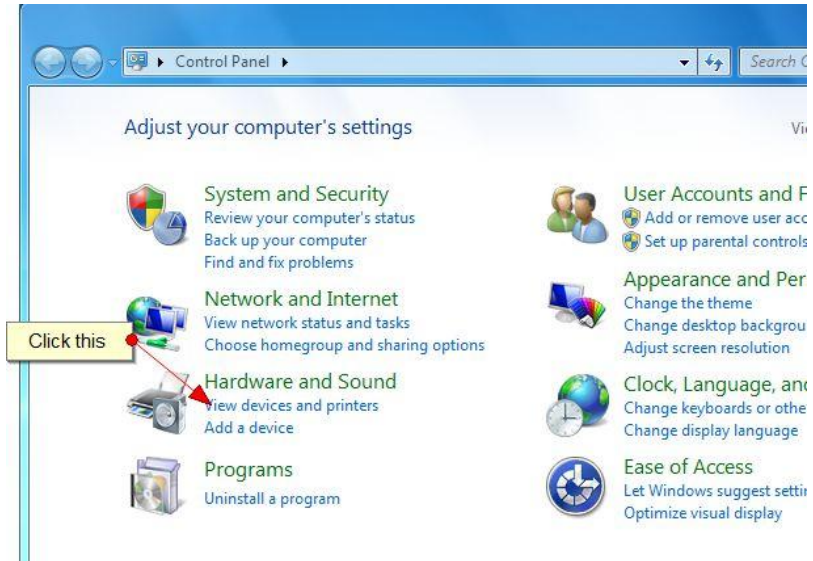 Control Panel
Search
Adjust your computer's settings
System and Security
Review your computer's status
Back up your computer
Find and fix problems
Network and Internet
View network status and tasks
Choose homegroup and sharing options
Click this
Hardware and Sound
View devices and printers
Add a device
Programs
Uninstall a program
User Accounts and F
Add or remove user acc
Set up parental controls
Appearance and Per
Change the theme
Change desktop backgrou
Adjust screen resolution
Clock, Language, and
Change keyboards or othe
Change display language
Ease of Access
Let Windows suggest settin
Optimize visual display